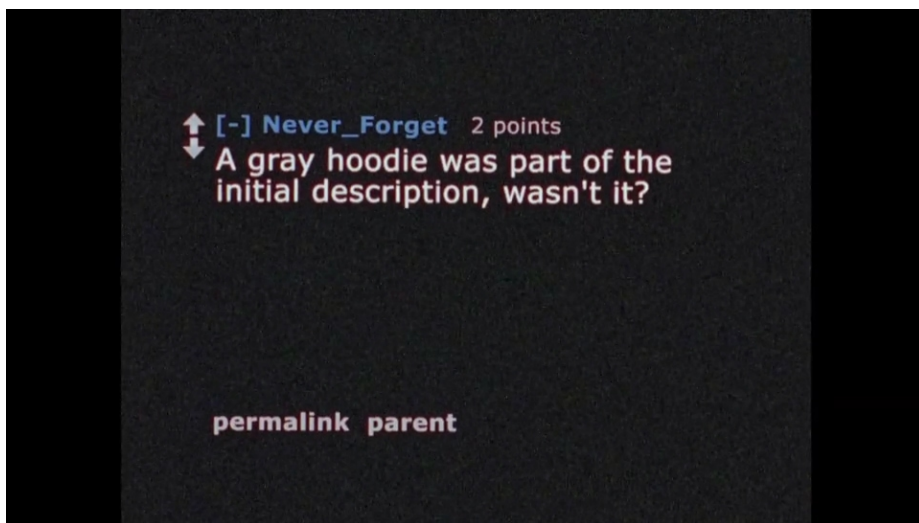 [-] Never_Forget 2 points
A gray hoodie was part of the
initial description, wasn't it?
permalink parent